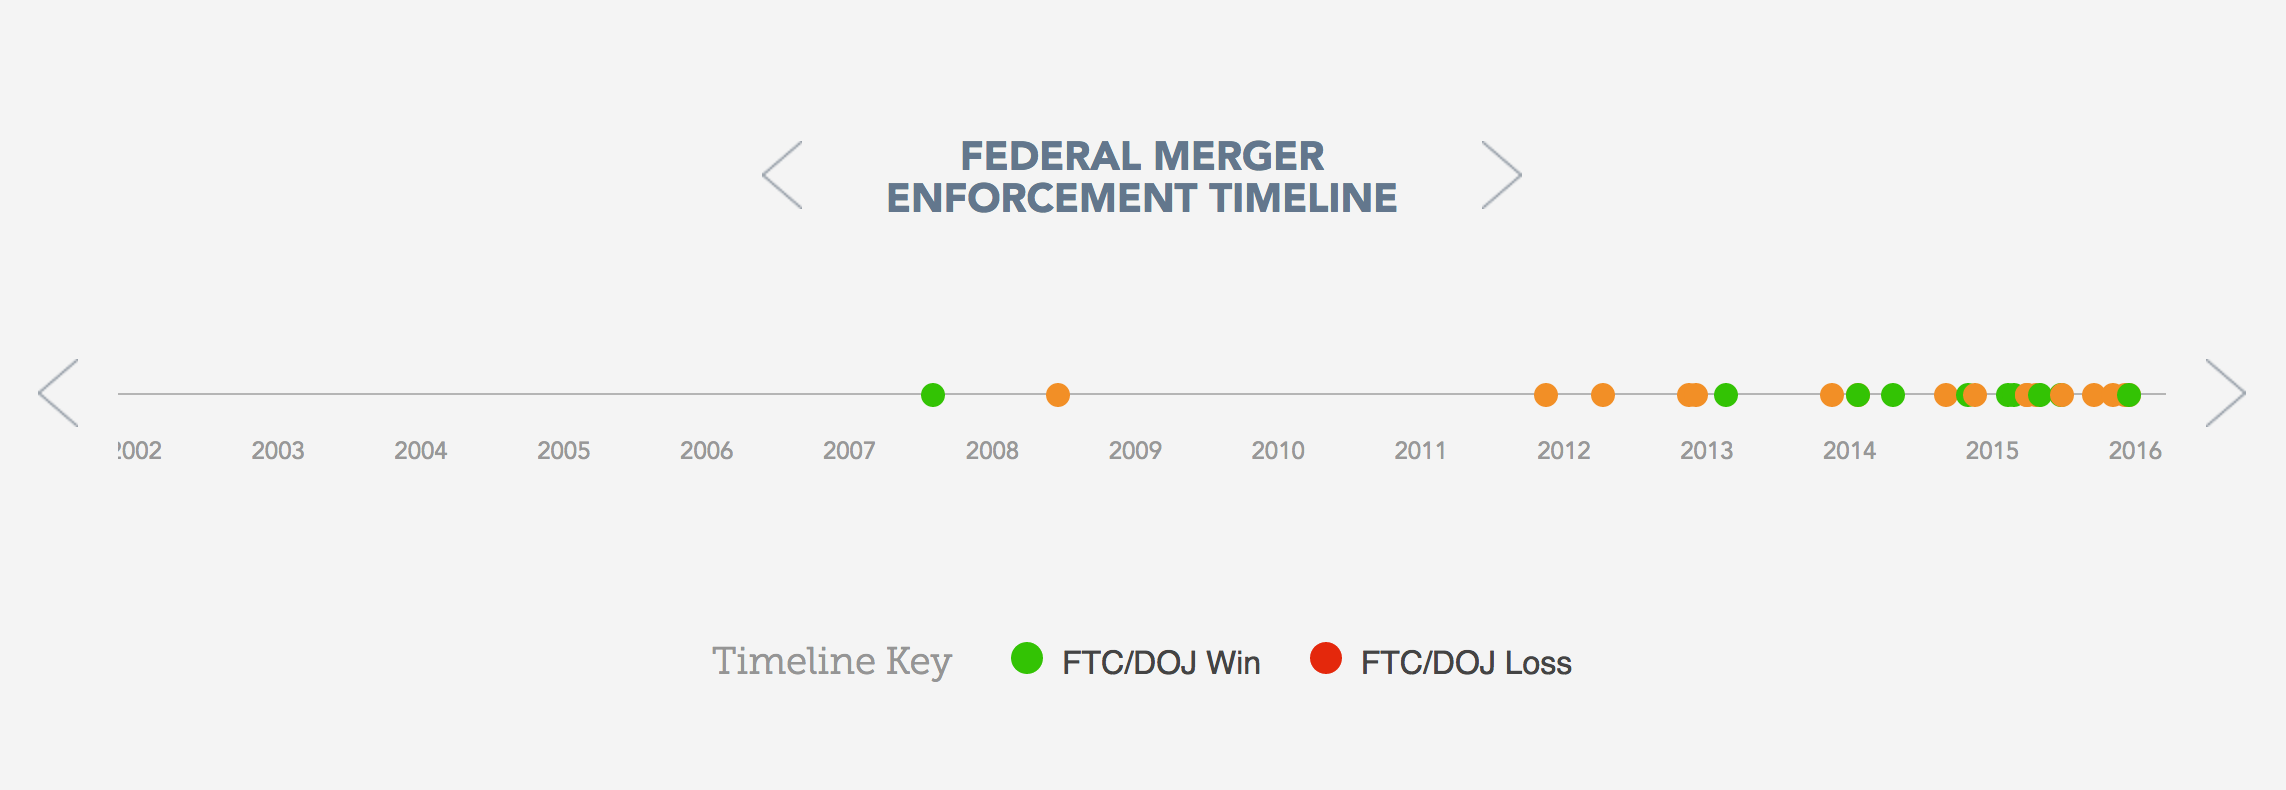 FEDERAL MERGER
ENFORCEMENT TIMELINE
2002 2003 2004 2005 2006 2007 2008 2009 2010 2011 2012 2013 2014 2015 2016
Timeline Key FTC/DOJ Win FTC/DOJ Loss